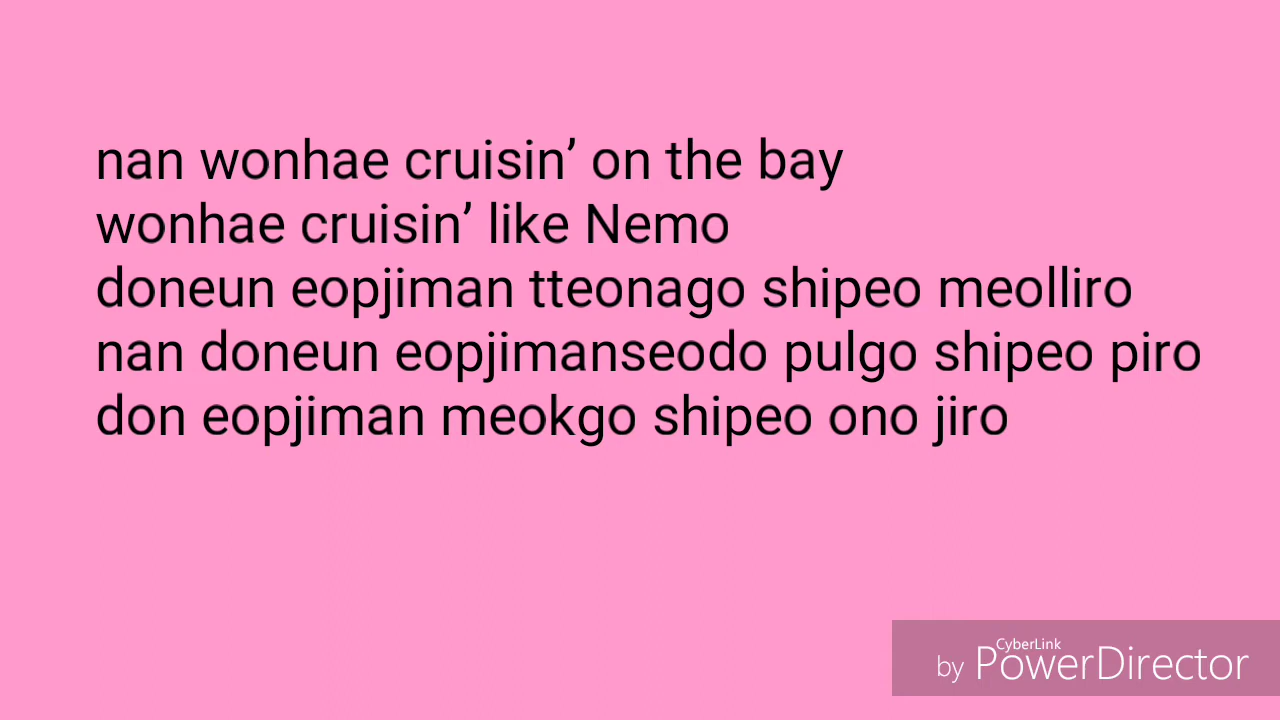 nan wonhae cruisin’ on the bay
wonhae cruisin’ like Nemo
doneun eopjiman tteonago shipeo meolliro
nan doneun eopjimanseodo pulgo shipeo piro
don eopjiman meokgo shipeo ono jiro
CyberLink
by PowerDirector